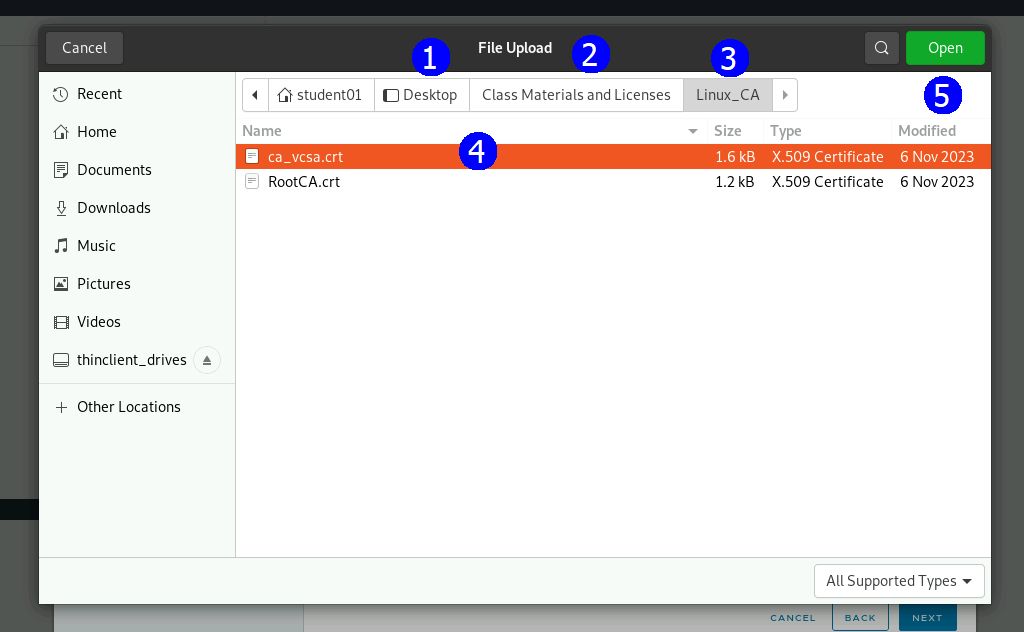 Cancel
File Upload
Open
1
2
3
5
student01
Desktop
Class Materials and Licenses
Linux_CA
Name
Size
Type
Modified
4
ca_vcsa.crt
1.6 kB
X.509 Certificate
6 Nov 2023
RootCA.crt
1.2 kB
X.509 Certificate
6 Nov 2023
Recent
Home
Documents
Downloads
Music
Pictures
Videos
thinclient_drives
Other Locations
All Supported Types
CANCEL
BACK
NEXT